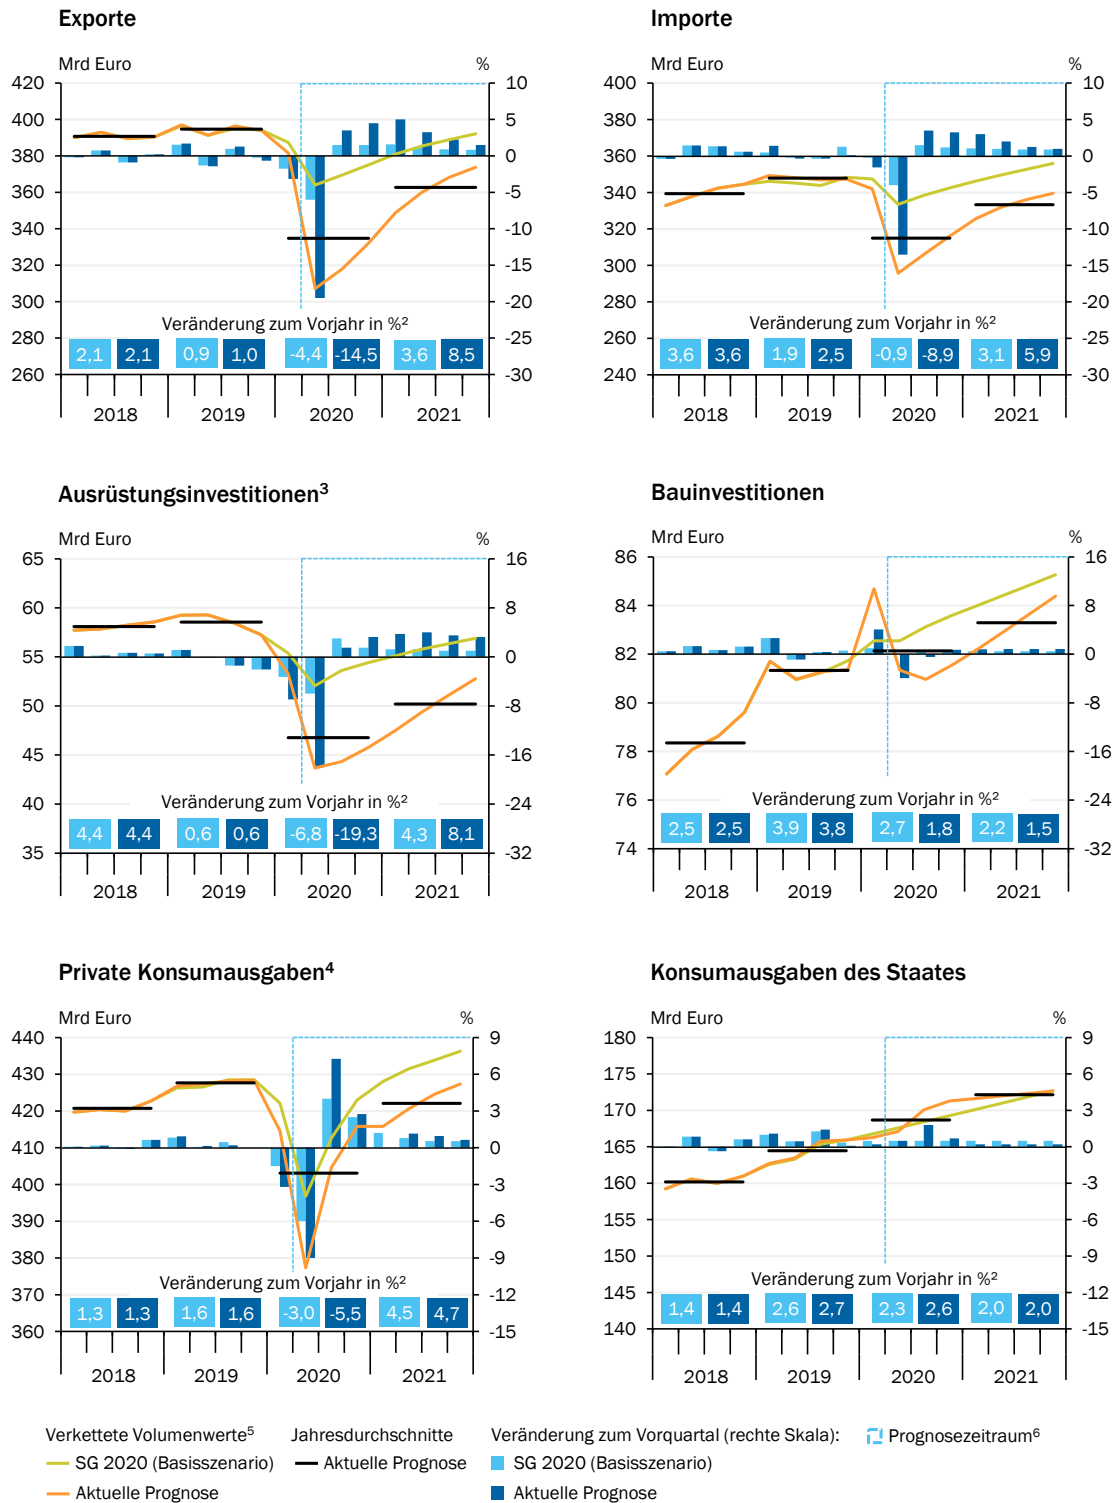 Exporte
Mrd Euro %
420 10
400 5
380 0
360 -5
340 -10
320 -15
300 -20
Veränderung zum Vorjahr in %²
280 -25
2,1 2,1 0,9 1,0 -4,4 -14,5 3,6 8,5
260 -30
2018 2019 2020 2021
Importe
Mrd Euro %
400 10
380 5
360 0
340 -5
320 -10
300 -15
280 -20
Veränderung zum Vorjahr in %²
260 -25
3,6 3,6 1,9 2,5 -0,9 -8,9 3,1 5,9
240 -30
2018 2019 2020 2021
Ausrüstungsinvestitionen³
Mrd Euro %
65 16
60 8
55 0
50 -8
45 -16
40 -24
Veränderung zum Vorjahr in %²
4,4 4,4 0,6 0,6 -6,8 -19,3 4,3 8,1
35 -32
2018 2019 2020 2021
Bauinvestitionen
Mrd Euro %
86 16
84 8
82 0
80 -8
78 -16
76 -24
Veränderung zum Vorjahr in %²
2,5 2,5 3,9 3,8 2,7 1,8 2,2 1,5
74 -32
2018 2019 2020 2021
Private Konsumausgaben⁴
Mrd Euro %
440 9
430 6
420 3
410 0
400 -3
390 -6
380 -9
Veränderung zum Vorjahr in %²
370 -12
1,3 1,3 1,6 1,6 -3,0 -5,5 4,5 4,7
360 -15
2018 2019 2020 2021
Konsumausgaben des Staates
Mrd Euro %
180 9
175 6
170 3
165 0
160 -3
155 -6
150 -9
Veränderung zum Vorjahr in %²
145 -12
1,4 1,4 2,6 2,7 2,3 2,6 2,0 2,0
140 -15
2018 2019 2020 2021
Verkettete Volumenwerte⁵ Jahresdurchschnitte Veränderung zum Vorquartal (rechte Skala): Prognosezeitraum⁶
SG 2020 (Basisszenario) Aktuelle Prognose SG 2020 (Basisszenario)
Aktuelle Prognose Aktuelle Prognose